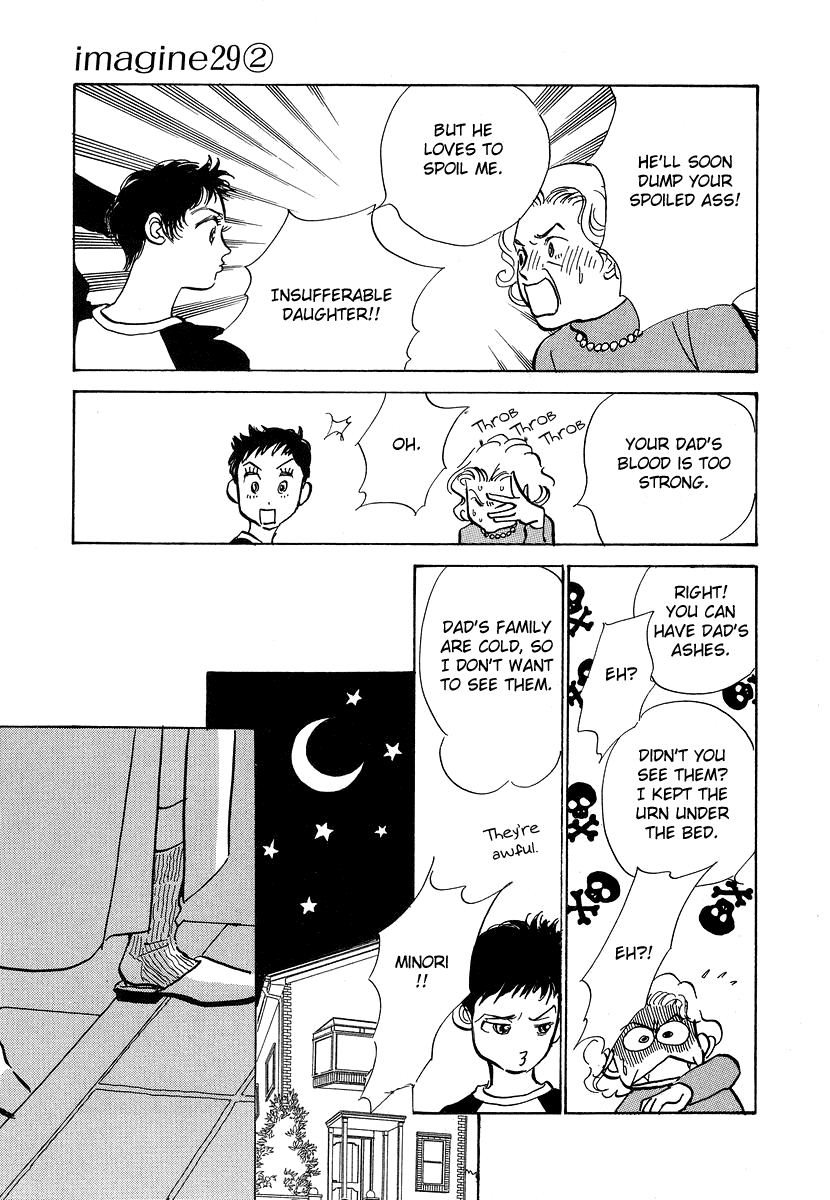 imagine29②
HE'LL SOON
DUMP YOUR
SPOILED ASS!
BUT HE
LOVES TO
SPOIL ME.
INSUFFERABLE
DAUGHTER!!
YOUR DAD'S
BLOOD IS TOO
STRONG.
THROB
THROB
THROB
OH.
RIGHT!
YOU CAN
HAVE DAD'S
ASHES.
EH?
DIDN'T YOU
SEE THEM?
I KEPT THE
URN UNDER
THE BED.
EH?!
DAD'S FAMILY
ARE COLD, SO
I DON'T WANT
TO SEE THEM.
They're
awful.
MINORI
!!